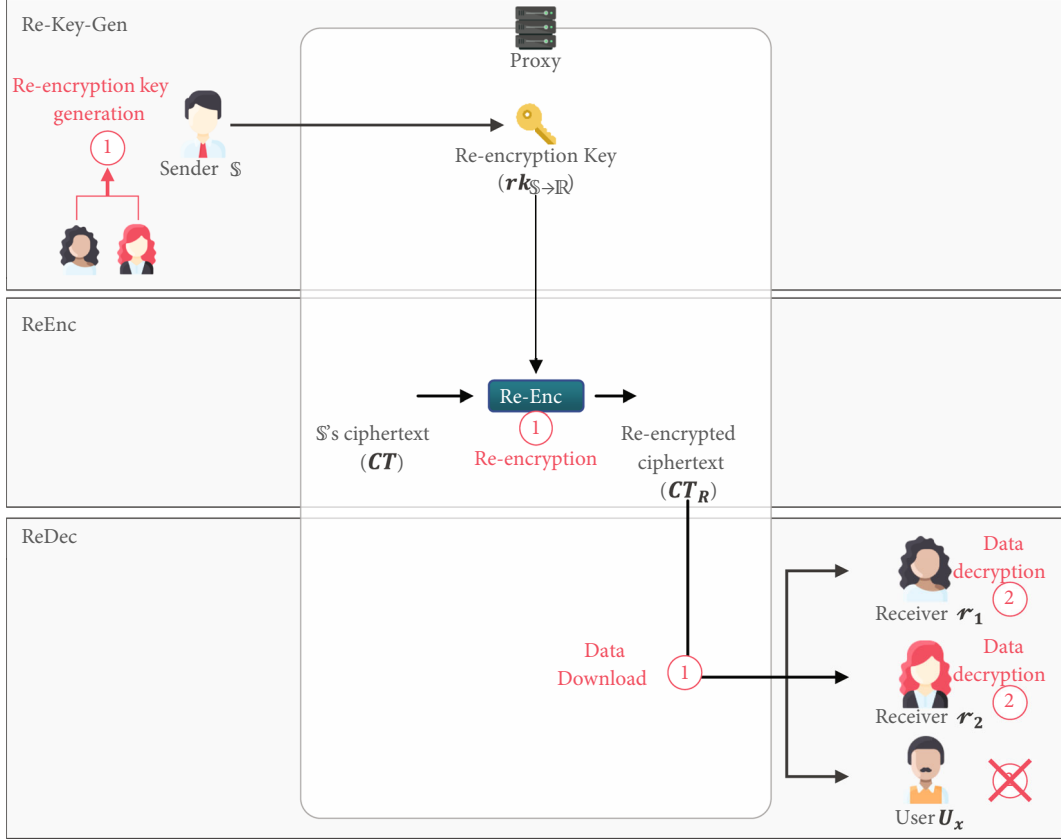 Re-Key-Gen
Proxy
Re-encryption key
generation
1
Sender 𝕊
Re-encryption Key
(rk𝕊→ℝ)
ReEnc
Re-Enc
1
Re-encryption
𝕊's ciphertext
(CT)
Re-encrypted
ciphertext
(CT_R)
ReDec
Data
decryption
2
Receiver r₁
Data
Download
1
Data
decryption
2
Receiver r₂
User Uₓ